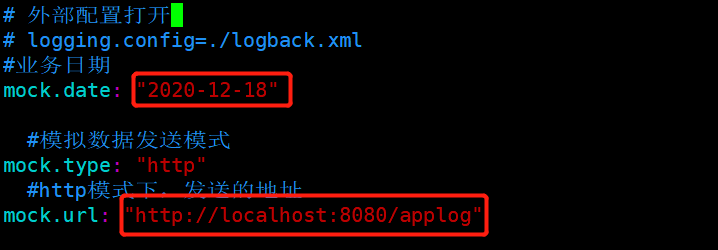 # 外部配置打开
# logging.config=./logback.xml
#业务日期
mock.date: "2020-12-18"
#模拟数据发送模式
mock.type: "http"
#http模式下，发送的地址
mock.url: "http://localhost:8080/applog"